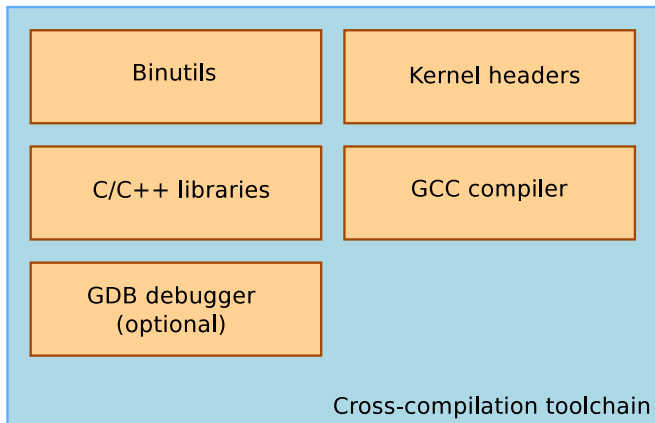 Binutils
Kernel headers
C/C++ libraries
GCC compiler
GDB debugger
(optional)
Cross-compilation toolchain